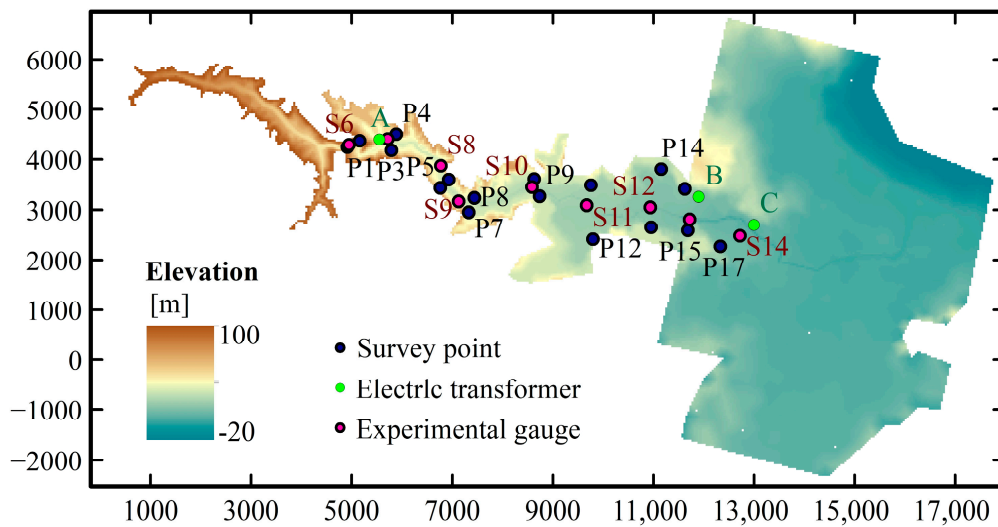 6000
5000
4000
3000
2000
1000
0
−1000
−2000
S6
A
P4
P1
P3
P5
S8
S9
P8
P7
S10
P9
S11
P12
S12
P14
B
P15
P17
C
S14
Elevation
[m]
100
-20
Survey point
Electric transformer
Experimental gauge
1000 3000 5000 7000 9000 11,000 13,000 15,000 17,000